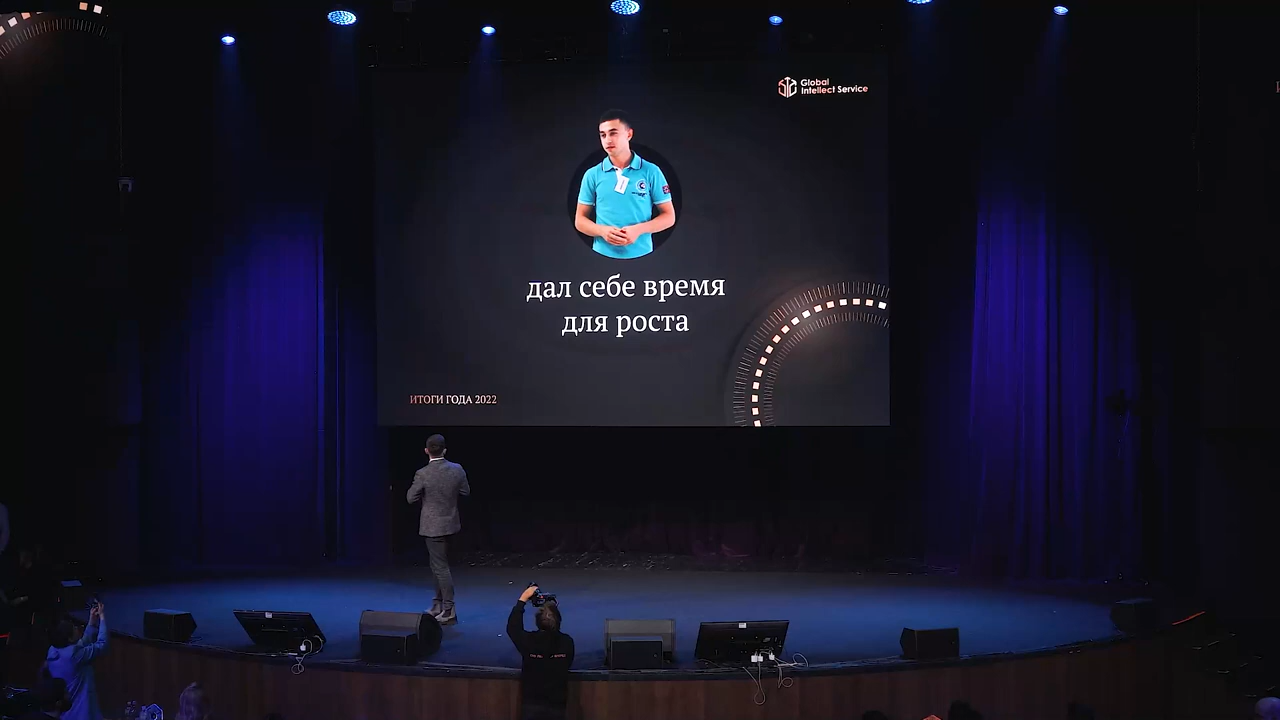 Global
Intellect Service
дал себе время
для роста
ИТОГИ ГОДА 2022